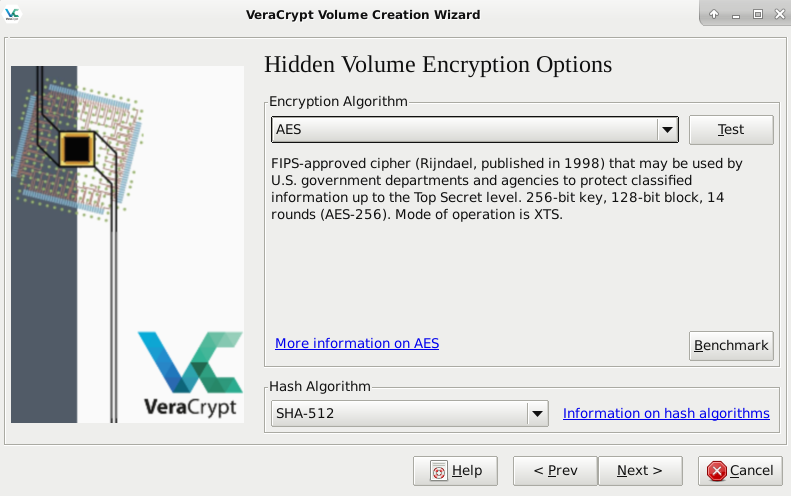 VeraCrypt Volume Creation Wizard
Hidden Volume Encryption Options
Encryption Algorithm
AES
Test
FIPS-approved cipher (Rijndael, published in 1998) that may be used by
U.S. government departments and agencies to protect classified
information up to the Top Secret level. 256-bit key, 128-bit block, 14
rounds (AES-256). Mode of operation is XTS.
More information on AES
Benchmark
VeraCrypt
Hash Algorithm
SHA-512
Information on hash algorithms
Help
< Prev
Next >
Cancel